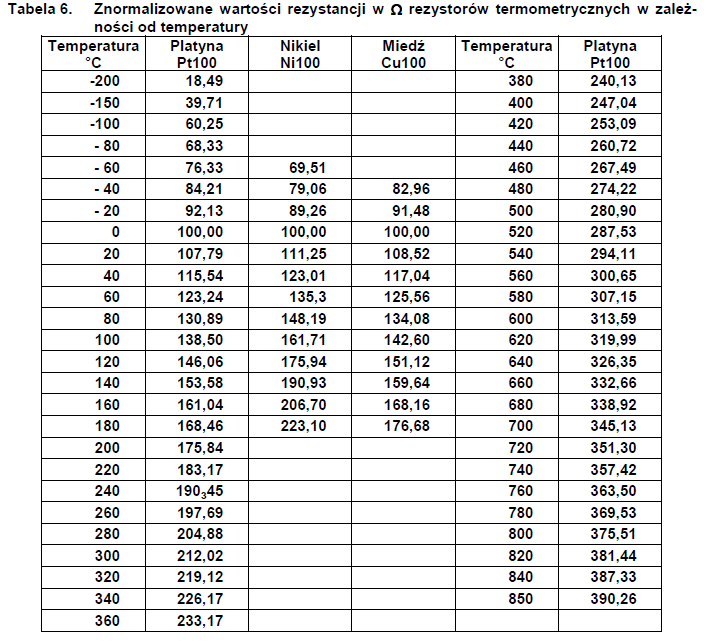 Tabela 6. Znormalizowane wartości rezystancji w Ω rezystorów termometrycznych w zależ-
ności od temperatury
Temperatura °C Platyna Pt100 Nikiel Ni100 Miedź Cu100 Temperatura °C Platyna Pt100
-200 18,49 380 240,13
-150 39,71 400 247,04
-100 60,25 420 253,09
- 80 68,33 440 260,72
- 60 76,33 69,51 460 267,49
- 40 84,21 79,06 82,96 480 274,22
- 20 92,13 89,26 91,48 500 280,90
0 100,00 100,00 100,00 520 287,53
20 107,79 111,25 108,52 540 294,11
40 115,54 123,01 117,04 560 300,65
60 123,24 135,3 125,56 580 307,15
80 130,89 148,19 134,08 600 313,59
100 138,50 161,71 142,60 620 319,99
120 146,06 175,94 151,12 640 326,35
140 153,58 190,93 159,64 660 332,66
160 161,04 206,70 168,16 680 338,92
180 168,46 223,10 176,68 700 345,13
200 175,84 720 351,30
220 183,17 740 357,42
240 190₃45 760 363,50
260 197,69 780 369,53
280 204,88 800 375,51
300 212,02 820 381,44
320 219,12 840 387,33
340 226,17 850 390,26
360 233,17